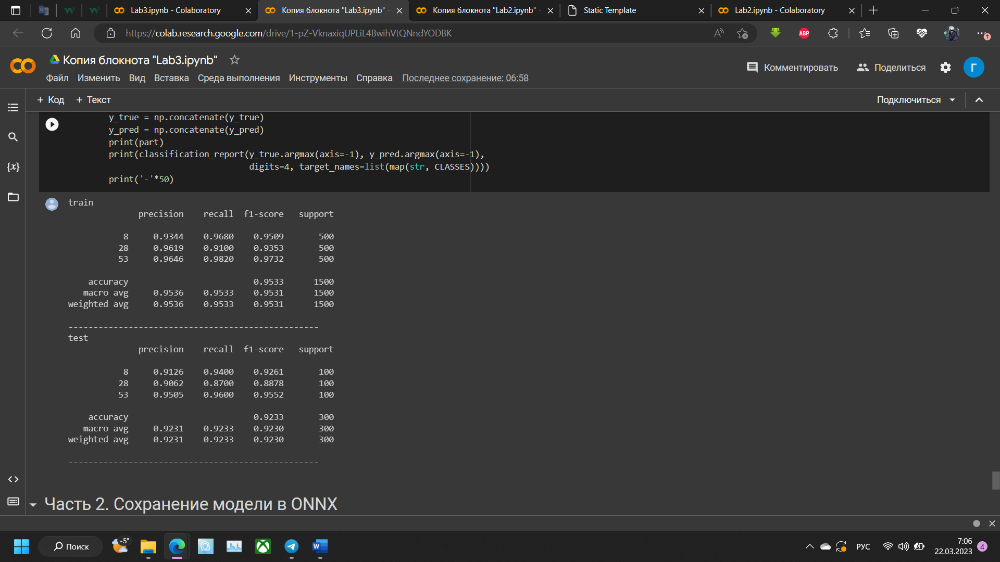 Lab3.ipynb - Colaboratory
Копия блокнота "Lab3.ipynb" -
Копия блокнота "Lab2.ipynb" -
Static Template
Lab2.ipynb - Colaboratory
https://colab.research.google.com/drive/1-pZ-VknaxiqUPLiL4BwihVtQNndYODBK
ABP
Копия блокнота "Lab3.ipynb"
Комментировать
Поделиться
Г
Файл Изменить Вид Вставка Среда выполнения Инструменты Справка Последнее сохранение: 06:58
+ Код + Текст
Подключиться
{x}
y_true = np.concatenate(y_true)
y_pred = np.concatenate(y_pred)
print(part)
print(classification_report(y_true.argmax(axis=-1), y_pred.argmax(axis=-1),
digits=4, target_names=list(map(str, CLASSES))))
print('-'*50)
train
precision recall f1-score support
8 0.9344 0.9680 0.9509 500
28 0.9619 0.9100 0.9353 500
53 0.9646 0.9820 0.9732 500
accuracy 0.9533 1500
macro avg 0.9536 0.9533 0.9531 1500
weighted avg 0.9536 0.9533 0.9531 1500
--------------------------------------------------
test
precision recall f1-score support
8 0.9126 0.9400 0.9261 100
28 0.9062 0.8700 0.8878 100
53 0.9505 0.9600 0.9552 100
accuracy 0.9233 300
macro avg 0.9231 0.9233 0.9230 300
weighted avg 0.9231 0.9233 0.9230 300
--------------------------------------------------
Часть 2. Сохранение модели в ONNX
Поиск
-5°
РУС
7:06
22.03.2023
4